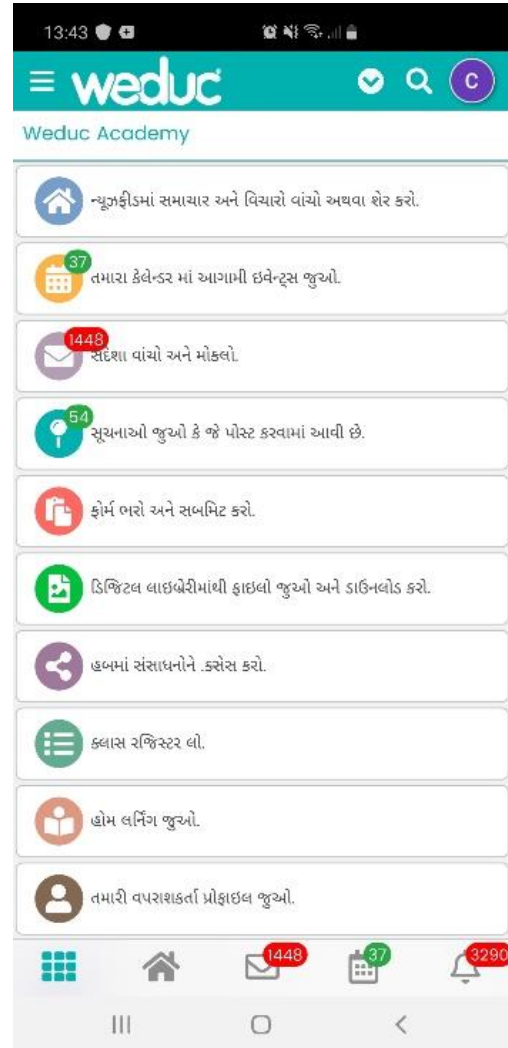 13:43
weduc
C
Weduc Academy
ન્યૂઝફીડમાં સમાચાર અને વિચારો વાંચો અથવા શેર કરો.
37
તમારા કેલેન્ડર માં આગામી ઇવેન્ટ્સ જુઓ.
1448
સંદેશા વાંચો અને મોકલો.
54
સૂચનાઓ જુઓ કે જે પોસ્ટ કરવામાં આવી છે.
ફોર્મ ભરો અને સબમિટ કરો.
ડિજિટલ લાઇબ્રેરીમાંથી ફાઇલો જુઓ અને ડાઉનલોડ કરો.
હબમાં સંસાધનોને .ક્સેસ કરો.
ક્લાસ રજિસ્ટર લો.
હોમ લર્નિંગ જુઓ.
તમારી વપરાશકર્તા પ્રોફાઇલ જુઓ.
1448
37
3290